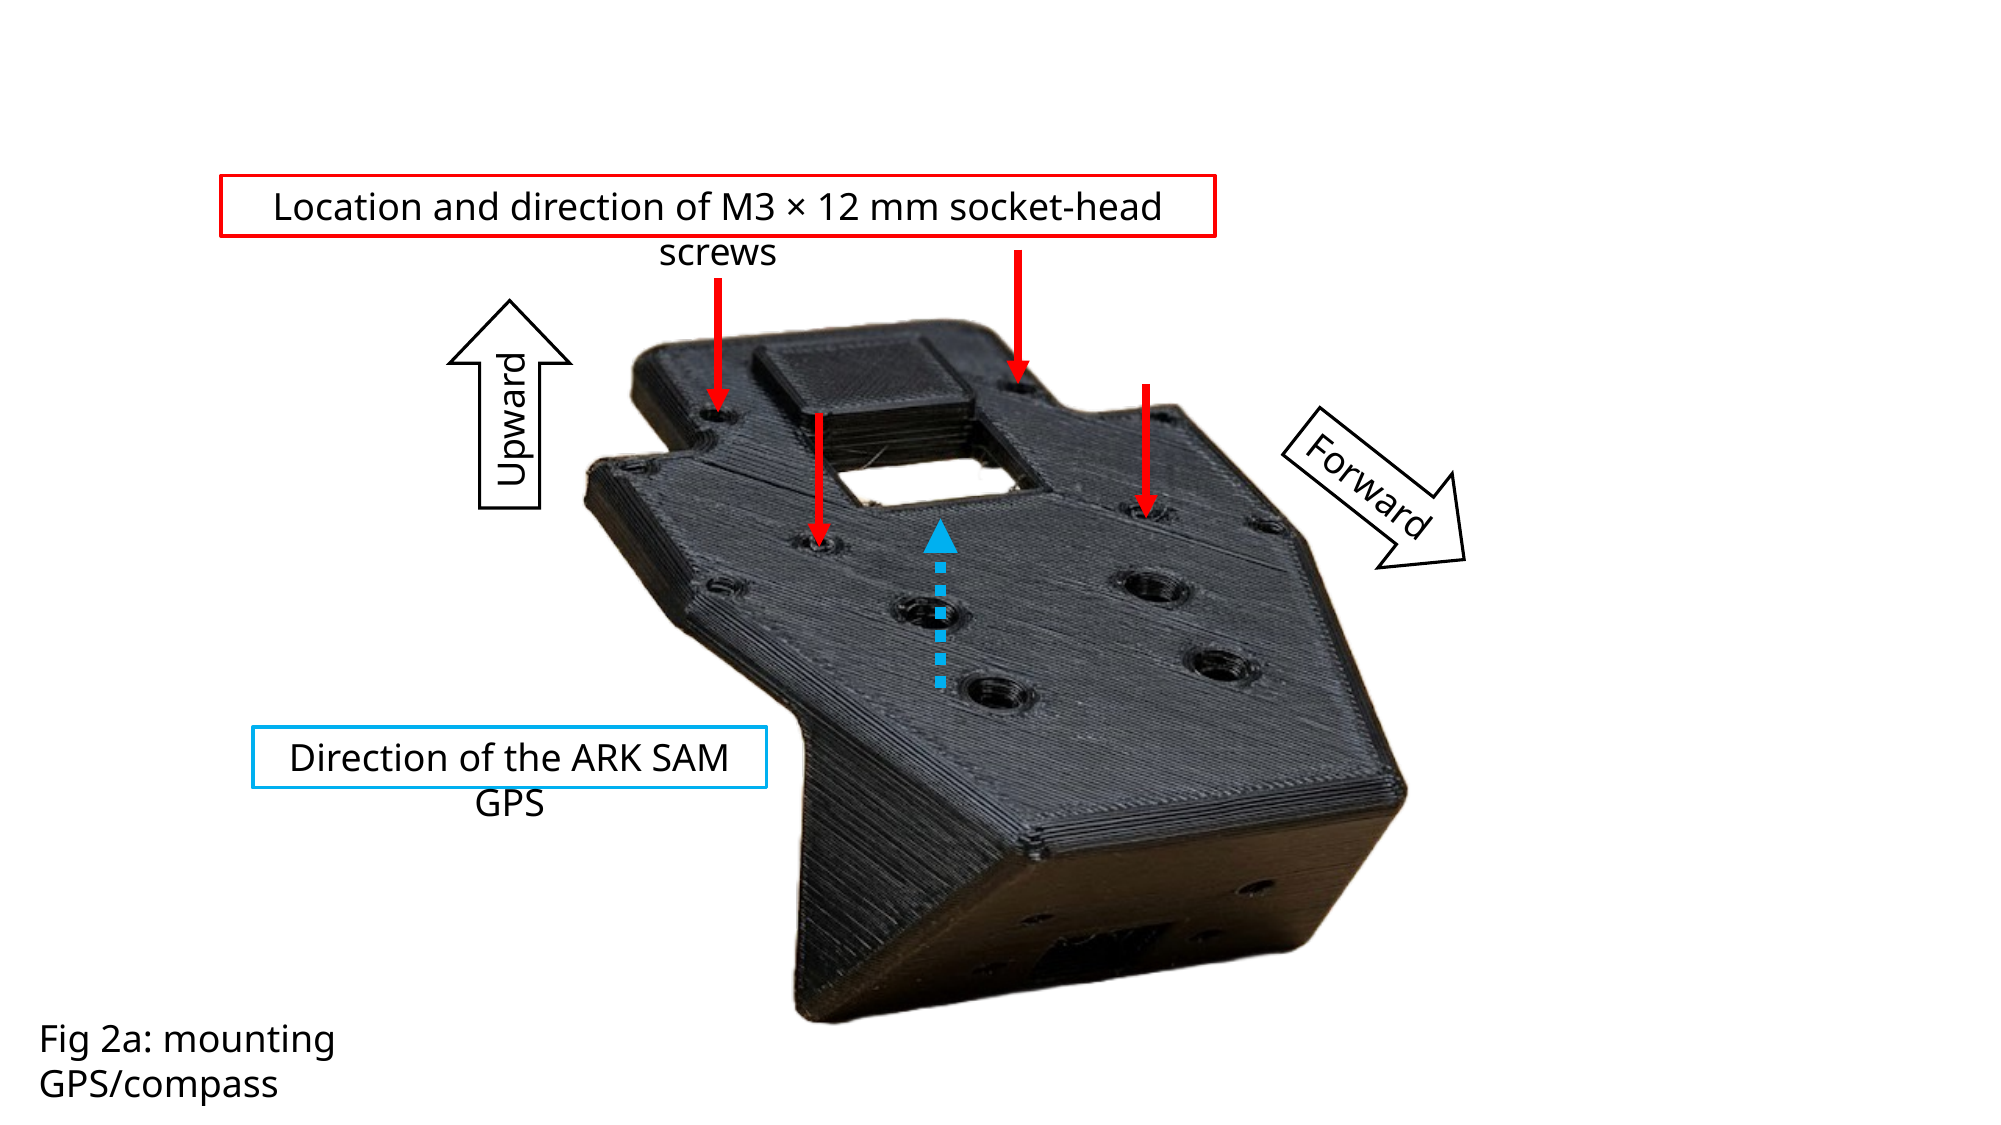 Location and direction of M3 × 12 mm socket-head
screws
Upward
Forward
Direction of the ARK SAM
GPS
Fig 2a: mounting
GPS/compass